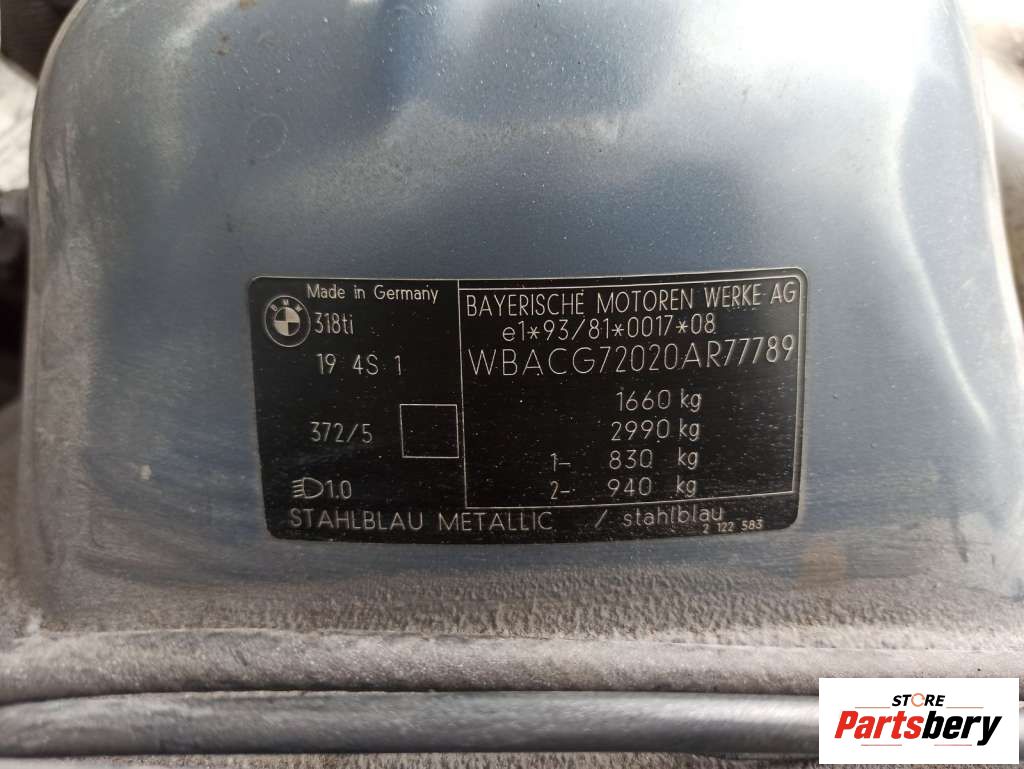 Made in Germany
BMW
318ti
19 4S 1
372/5
1.0
BAYERISCHE MOTOREN WERKE AG
e1*93/81*0017*08
WBACG72020AR77789
1660 kg
2990 kg
1- 830 kg
2- 940 kg
STAHLBLAU METALLIC / stahlblau
2 122 583
STORE
Partsbery